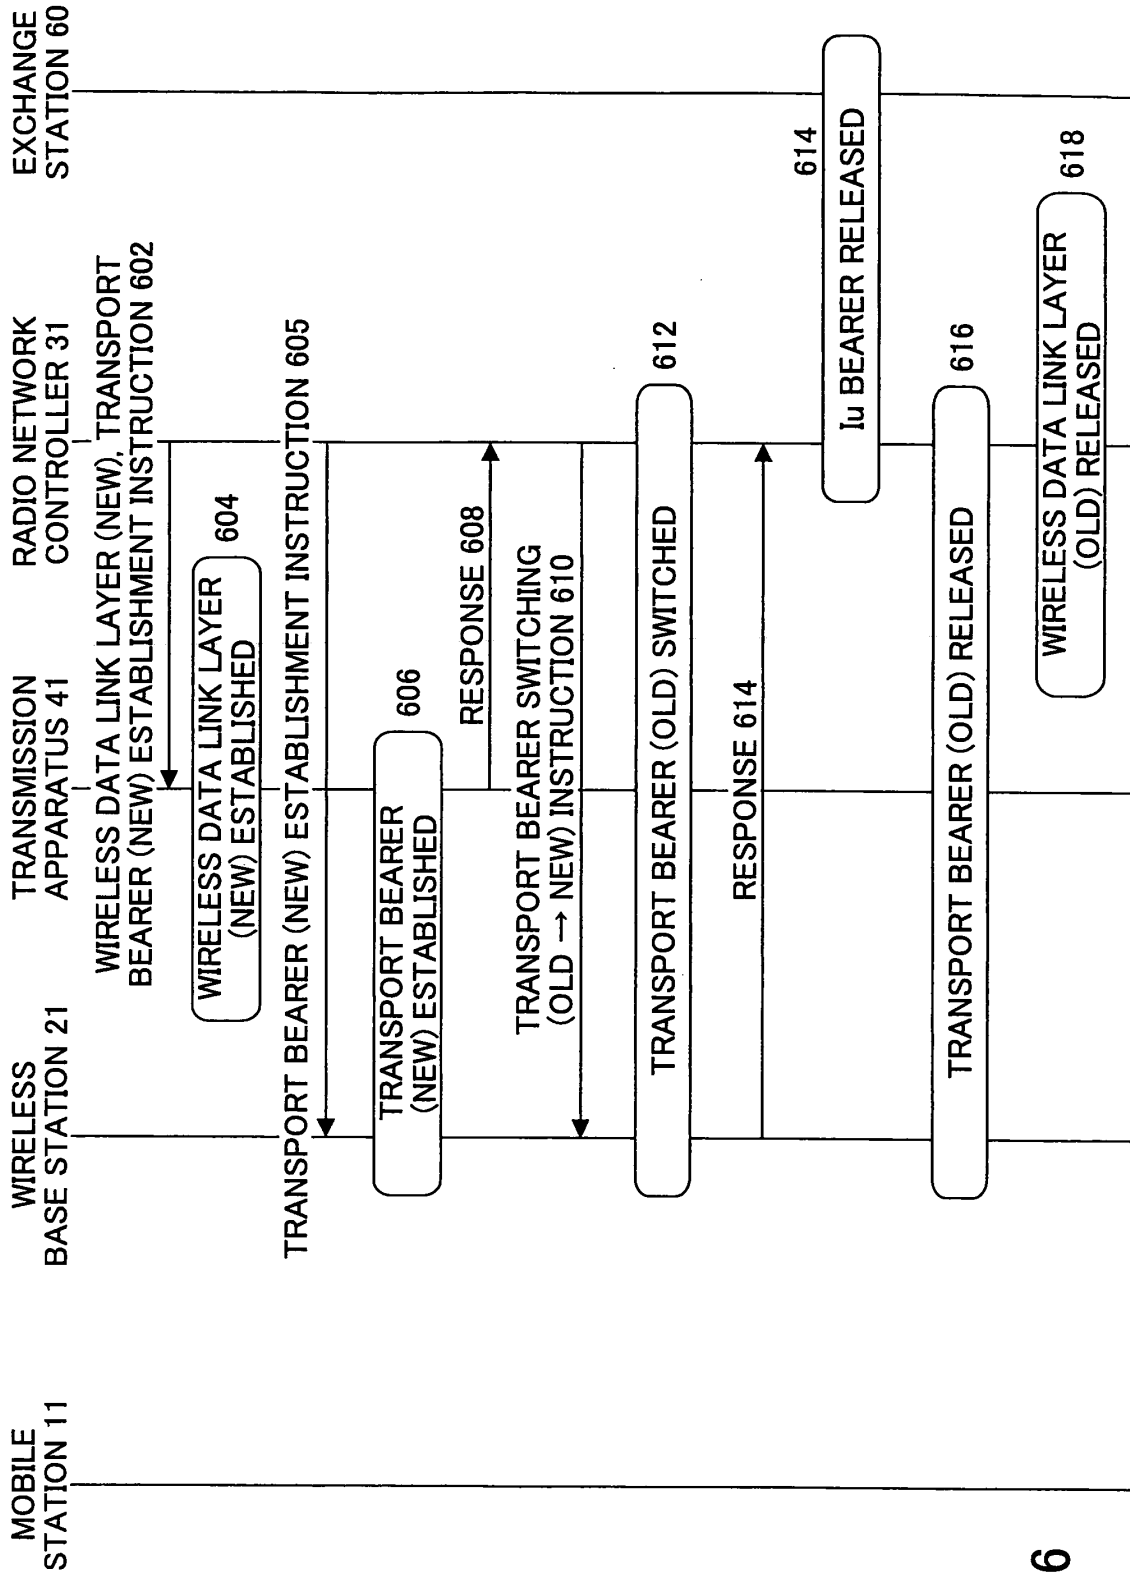 MOBILE
STATION 11
WIRELESS
BASE STATION 21
TRANSMISSION
APPARATUS 41
RADIO NETWORK
CONTROLLER 31
EXCHANGE
STATION 60
WIRELESS DATA LINK LAYER (NEW), TRANSPORT
BEARER (NEW) ESTABLISHMENT INSTRUCTION 602
WIRELESS DATA LINK LAYER
(NEW) ESTABLISHED
604
TRANSPORT BEARER (NEW) ESTABLISHMENT INSTRUCTION 605
TRANSPORT BEARER
(NEW) ESTABLISHED
606
RESPONSE 608
TRANSPORT BEARER SWITCHING
(OLD → NEW) INSTRUCTION 610
TRANSPORT BEARER (OLD) SWITCHED
612
RESPONSE 614
614
Iu BEARER RELEASED
TRANSPORT BEARER (OLD) RELEASED
616
WIRELESS DATA LINK LAYER
(OLD) RELEASED
618
6